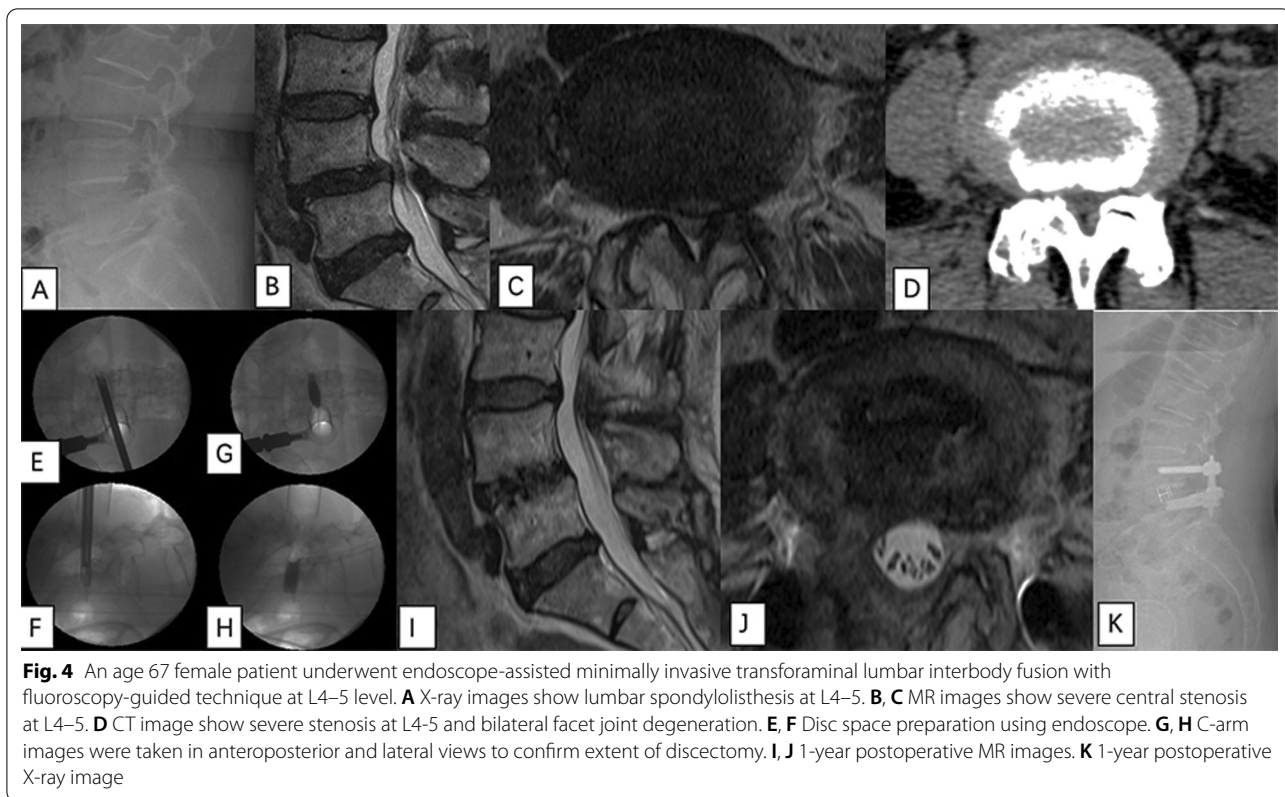 A
B
C
D
E
G
F
H
I
J
K
Fig. 4 An age 67 female patient underwent endoscope-assisted minimally invasive transforaminal lumbar interbody fusion with
fluoroscopy-guided technique at L4–5 level. A X-ray images show lumbar spondylolisthesis at L4–5. B, C MR images show severe central stenosis
at L4–5. D CT image show severe stenosis at L4-5 and bilateral facet joint degeneration. E, F Disc space preparation using endoscope. G, H C-arm
images were taken in anteroposterior and lateral views to confirm extent of discectomy. I, J 1-year postoperative MR images. K 1-year postoperative
X-ray image